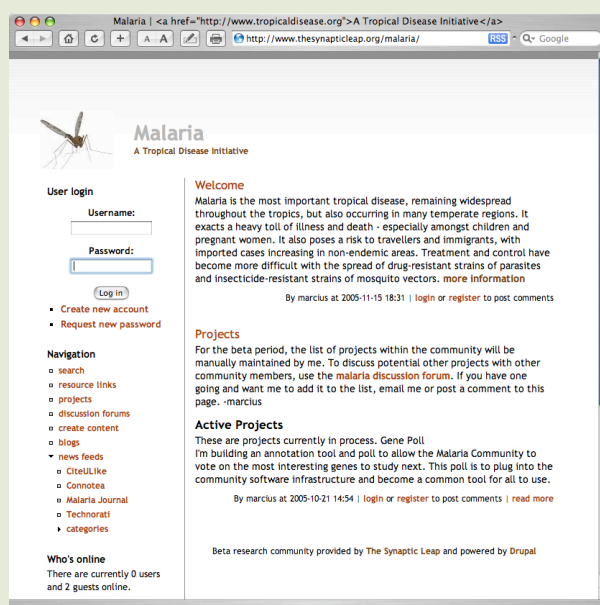 Malaria | <a href="http://www.tropicaldisease.org">A Tropical Disease Initiative</a>
A A
http://www.thesynapticleap.org/malaria/
RSS
Google
Malaria
A Tropical Disease Initiative
User login
Username:
Password:
Log in
Create new account
Request new password
Navigation
search
resource links
projects
discussion forums
create content
blogs
news feeds
CiteULike
Connotea
Malaria Journal
Technorati
categories
Who's online
There are currently 0 users
and 2 guests online.
Welcome
Malaria is the most important tropical disease, remaining widespread
throughout the tropics, but also occurring in many temperate regions. It
exacts a heavy toll of illness and death - especially amongst children and
pregnant women. It also poses a risk to travellers and immigrants, with
imported cases increasing in non-endemic areas. Treatment and control have
become more difficult with the spread of drug-resistant strains of parasites
and insecticide-resistant strains of mosquito vectors. more information
By marcius at 2005-11-15 18:31 | login or register to post comments
Projects
For the beta period, the list of projects within the community will be
manually maintained by me. To discuss potential other projects with other
community members, use the malaria discussion forum. If you have one
going and want me to add it to the list, email me or post a comment to this
page. -marcius
Active Projects
These are projects currently in process. Gene Poll
I'm building an annotation tool and poll to allow the Malaria Community to
vote on the most interesting genes to study next. This poll is to plug into the
community software infrastructure and become a common tool for all to use.
By marcius at 2005-10-21 14:54 | login or register to post comments | read more
Beta research community provided by The Synaptic Leap and powered by Drupal